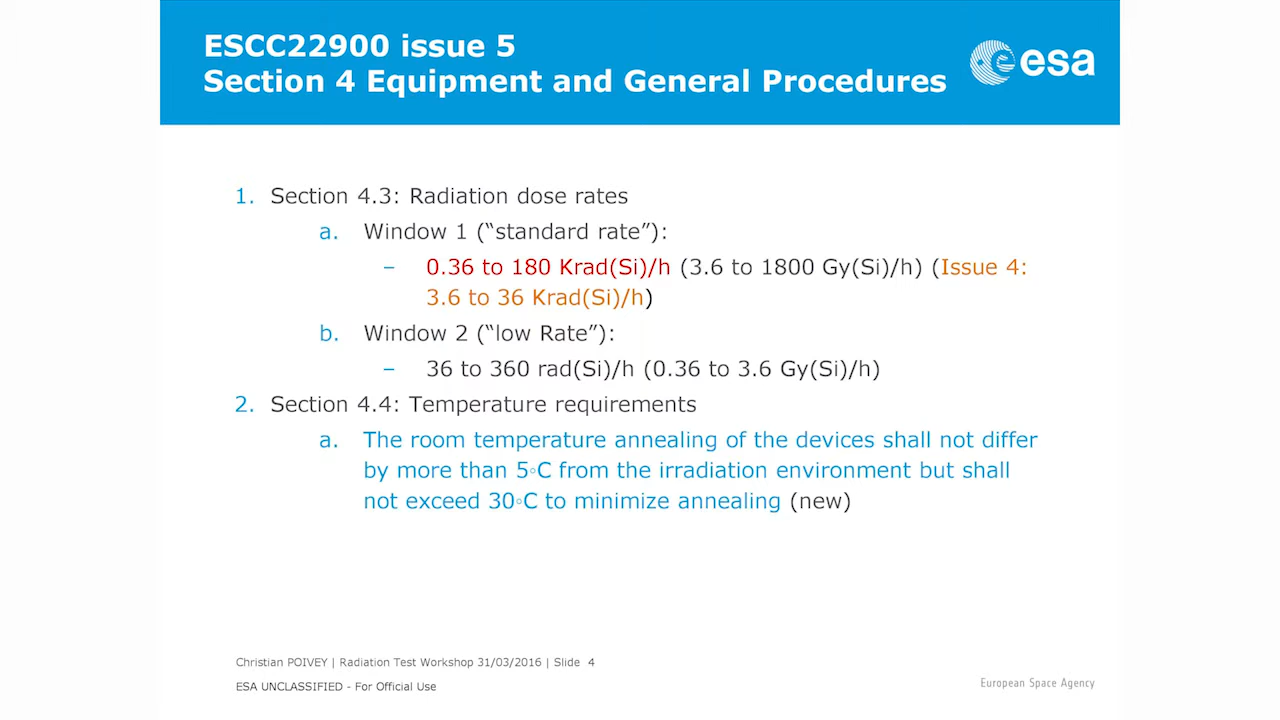 ESCC22900 issue 5
Section 4 Equipment and General Procedures
esa
1. Section 4.3: Radiation dose rates
a. Window 1 (“standard rate”):
– 0.36 to 180 Krad(Si)/h (3.6 to 1800 Gy(Si)/h) (Issue 4:
3.6 to 36 Krad(Si)/h)
b. Window 2 (“low Rate”):
– 36 to 360 rad(Si)/h (0.36 to 3.6 Gy(Si)/h)
2. Section 4.4: Temperature requirements
a. The room temperature annealing of the devices shall not differ
by more than 5◦C from the irradiation environment but shall
not exceed 30◦C to minimize annealing (new)
Christian POIVEY | Radiation Test Workshop 31/03/2016 | Slide 4
ESA UNCLASSIFIED - For Official Use
European Space Agency